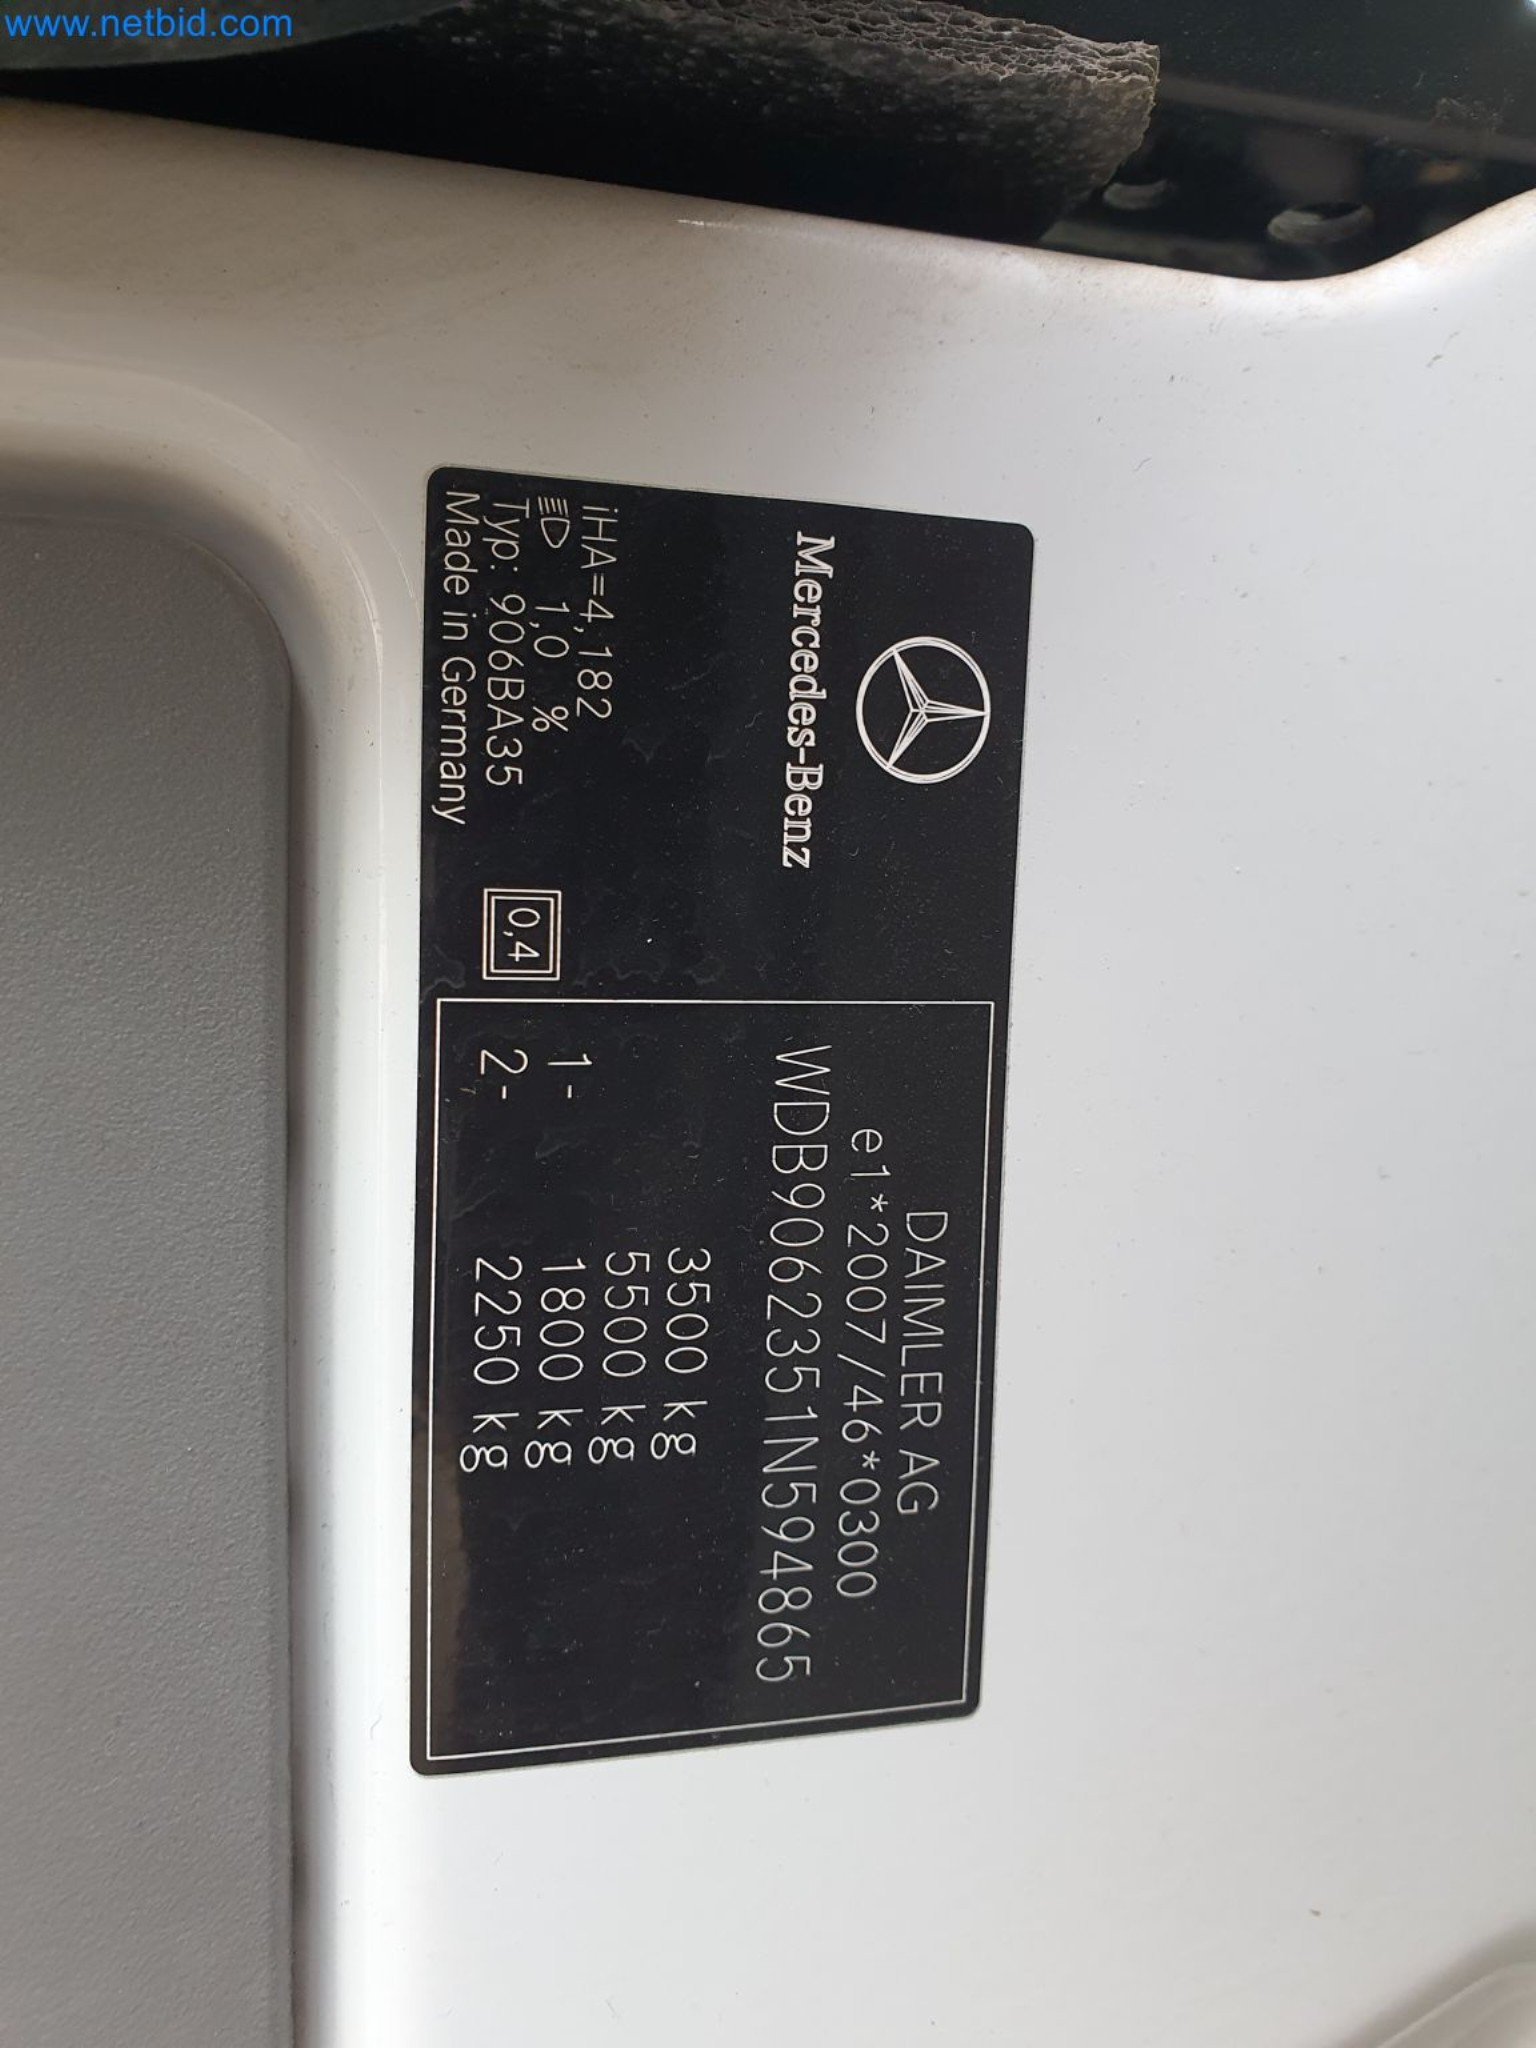 www.netbid.com
Mercedes-Benz
iHA=4,182
1,0 %
Typ: 906BA35
Made in Germany
0,4
DAIMLER AG
e1*2007/46*0300
WDB9062351N594865
3500 kg
5500 kg
1- 1800 kg
2- 2250 kg